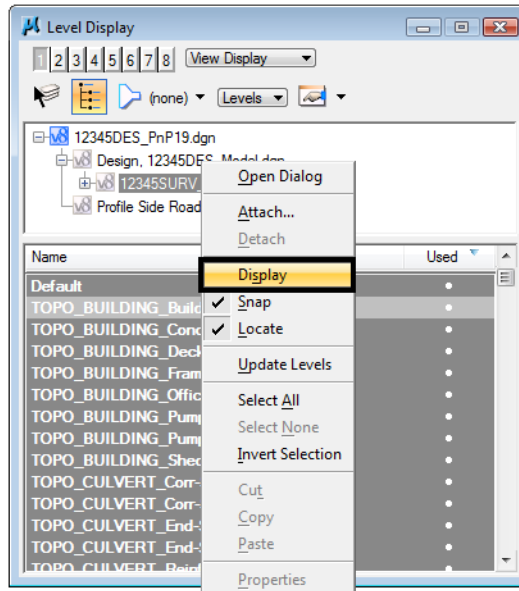 Level Display
1 2 3 4 5 6 7 8 View Display
(none) Levels
12345DES_PnP19.dgn
Design, 12345DES_Model.dgn
12345SURV_
Profile Side Road
Open Dialog
Attach...
Detach
Display
Snap
Locate
Update Levels
Select All
Select None
Invert Selection
Cut
Copy
Paste
Properties
Name Used
Default
TOPO_BUILDING_Build
TOPO_BUILDING_Conc
TOPO_BUILDING_Deck
TOPO_BUILDING_Fram
TOPO_BUILDING_Offic
TOPO_BUILDING_Pump
TOPO_BUILDING_Pump
TOPO_BUILDING_Shed
TOPO_CULVERT_Corr-
TOPO_CULVERT_Corr-
TOPO_CULVERT_End-S
TOPO_CULVERT_End-S
TOPO_CULVERT_Reinf